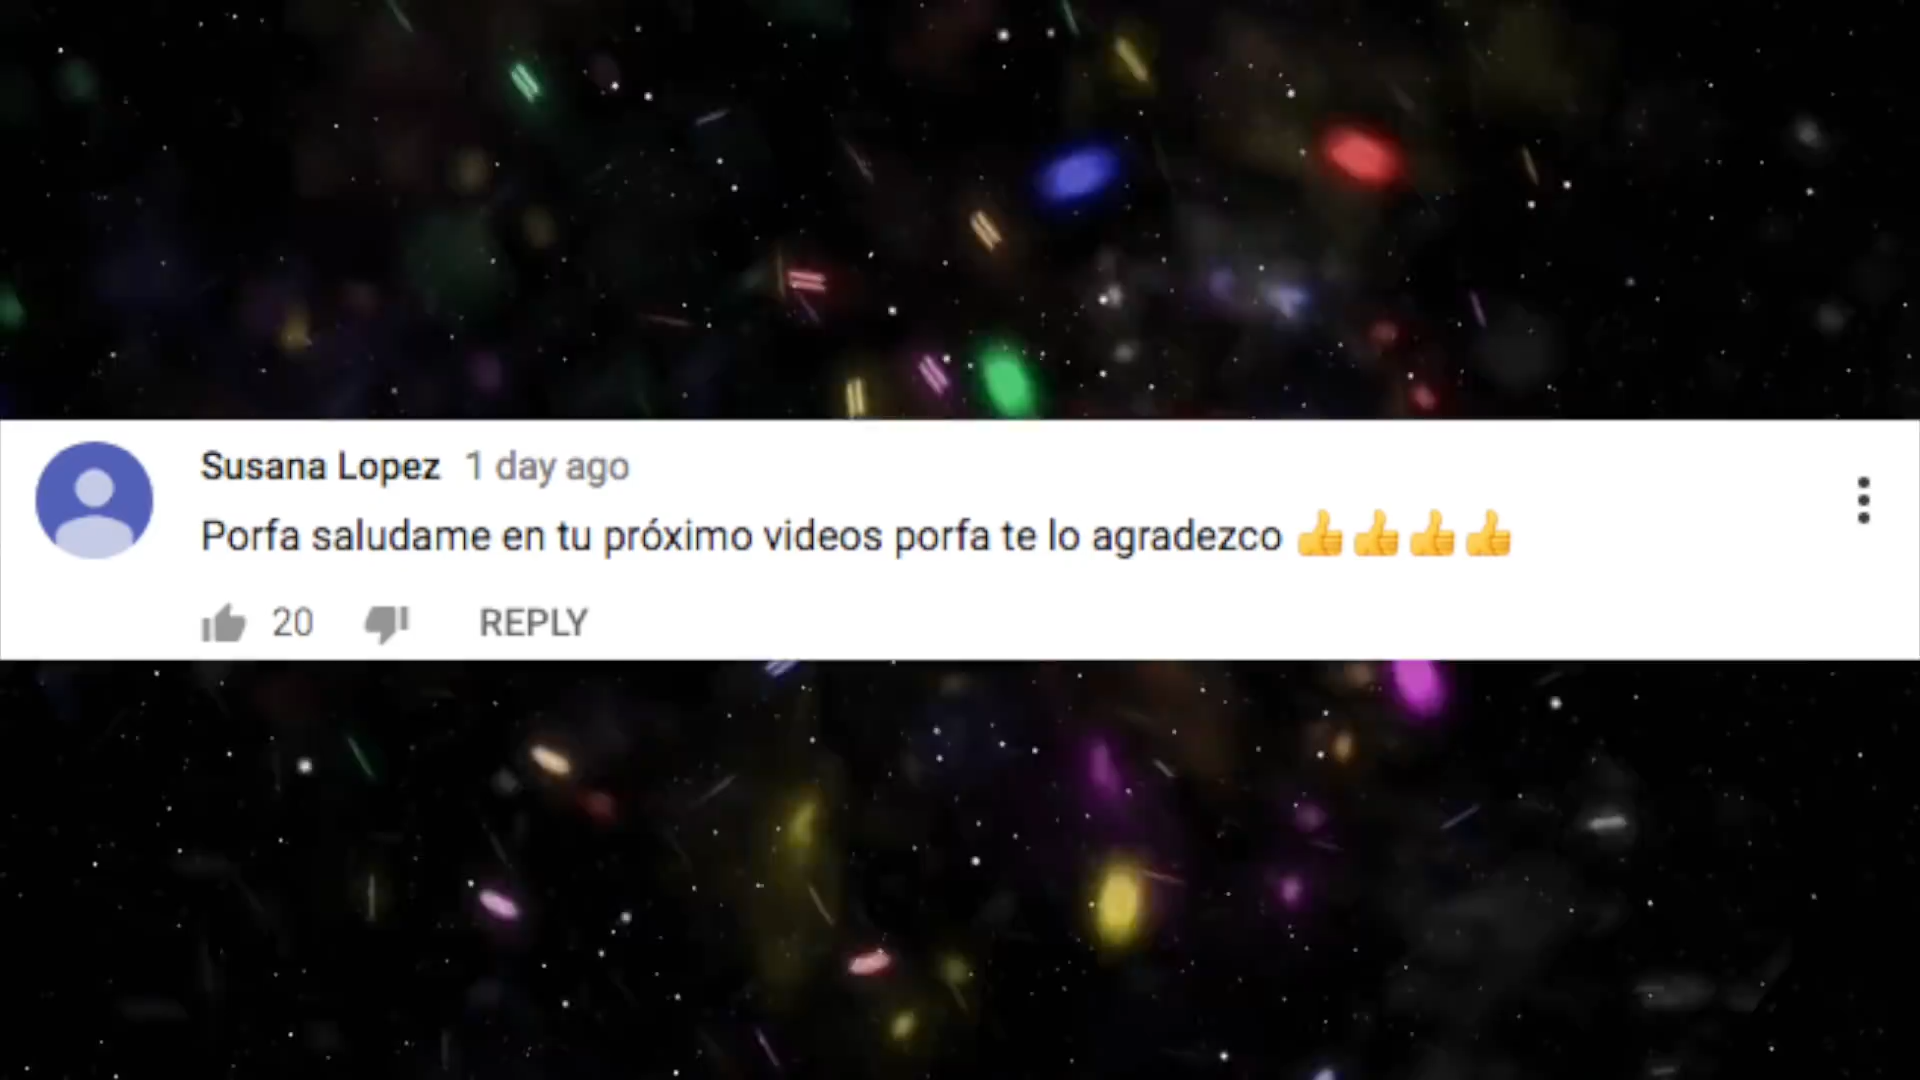 Susana Lopez 1 day ago
Porfa saludame en tu próximo videos porfa te lo agradezco 👍👍👍👍
20 REPLY